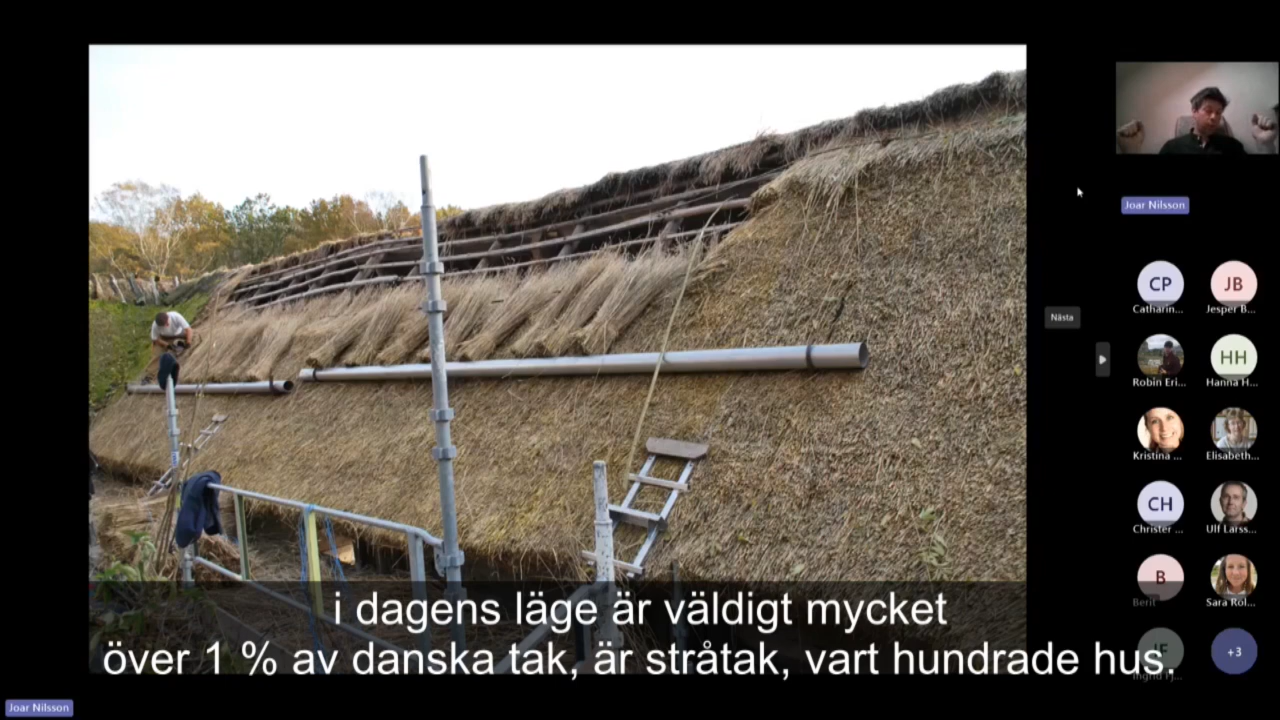 Joar Nilsson
CP
JB
Catharin...
Jesper B...
Nästa
HH
Robin Eri...
Hanna H...
Kristina ...
Elisabeth...
CH
Christer ...
Ulf Larss...
B
Berit
Sara Rol...
+3
i dagens läge är väldigt mycket
över 1 % av danska tak, är stråtak, vart hundrade hus.
Joar Nilsson